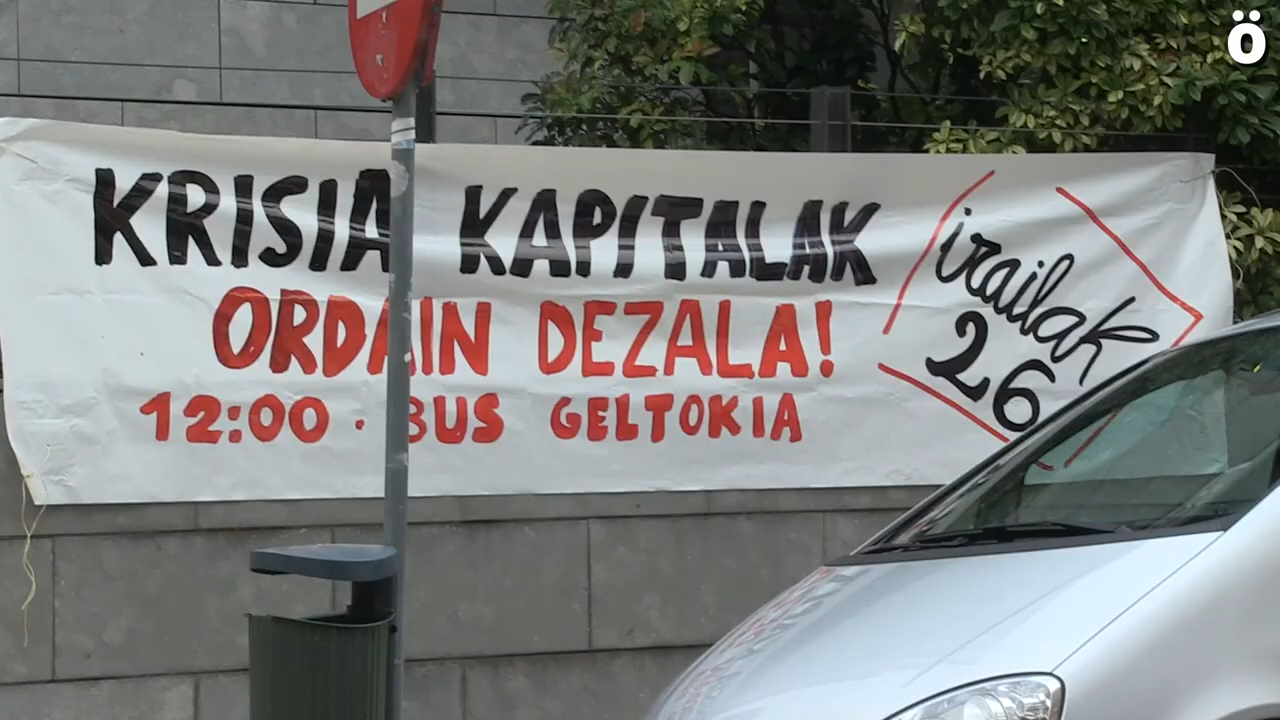 KRISIA KAPITALAK
ORDAIN DEZALA!
12:00 · BUS GELTOKIA
irailak
26
ö